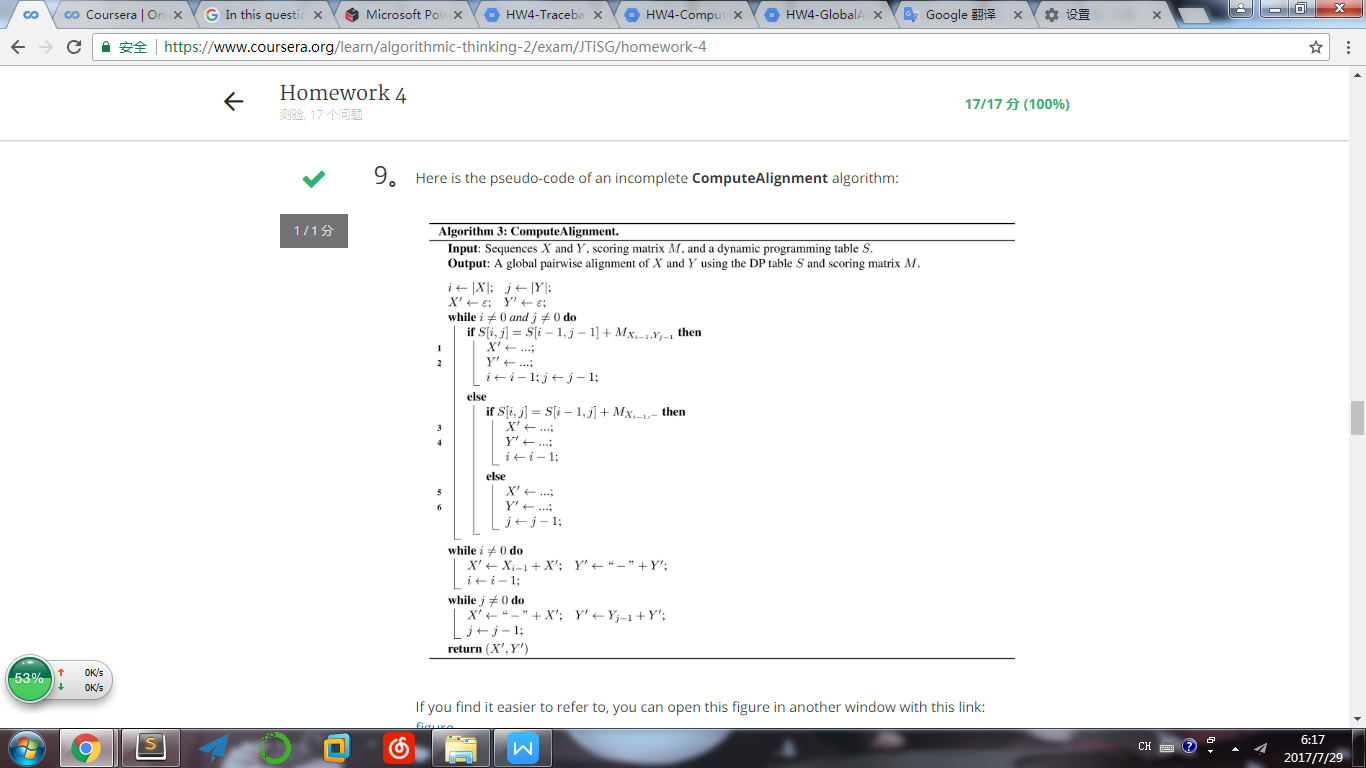 Coursera | On
In this questio
Microsoft Pow
HW4-Traceba
HW4-Comput
HW4-GlobalA
Google 翻译
设置
安全 https://www.coursera.org/learn/algorithmic-thinking-2/exam/JTiSG/homework-4
Homework 4
测验, 17 个问题
17/17 分 (100%)
9。 Here is the pseudo-code of an incomplete ComputeAlignment algorithm:
1 / 1 分
Algorithm 3: ComputeAlignment.
Input: Sequences X and Y, scoring matrix M, and a dynamic programming table S.
Output: A global pairwise alignment of X and Y using the DP table S and scoring matrix M.
i ← |X|; j ← |Y|;
X′ ← ε; Y′ ← ε;
while i ≠ 0 and j ≠ 0 do
if S[i, j] = S[i − 1, j − 1] + M_{X_{i−1},Y_{j−1}} then
1 X′ ← ...;
2 Y′ ← ...;
i ← i − 1; j ← j − 1;
else
if S[i, j] = S[i − 1, j] + M_{X_{i−1},−} then
3 X′ ← ...;
4 Y′ ← ...;
i ← i − 1;
else
5 X′ ← ...;
6 Y′ ← ...;
j ← j − 1;
while i ≠ 0 do
X′ ← X_{i−1} + X′; Y′ ← “ − ” + Y′;
i ← i − 1;
while j ≠ 0 do
X′ ← “ − ” + X′; Y′ ← Y_{j−1} + Y′;
j ← j − 1;
return (X′, Y′)
53%
0K/s
0K/s
If you find it easier to refer to, you can open this figure in another window with this link:
figure
CH
6:17
2017/7/29